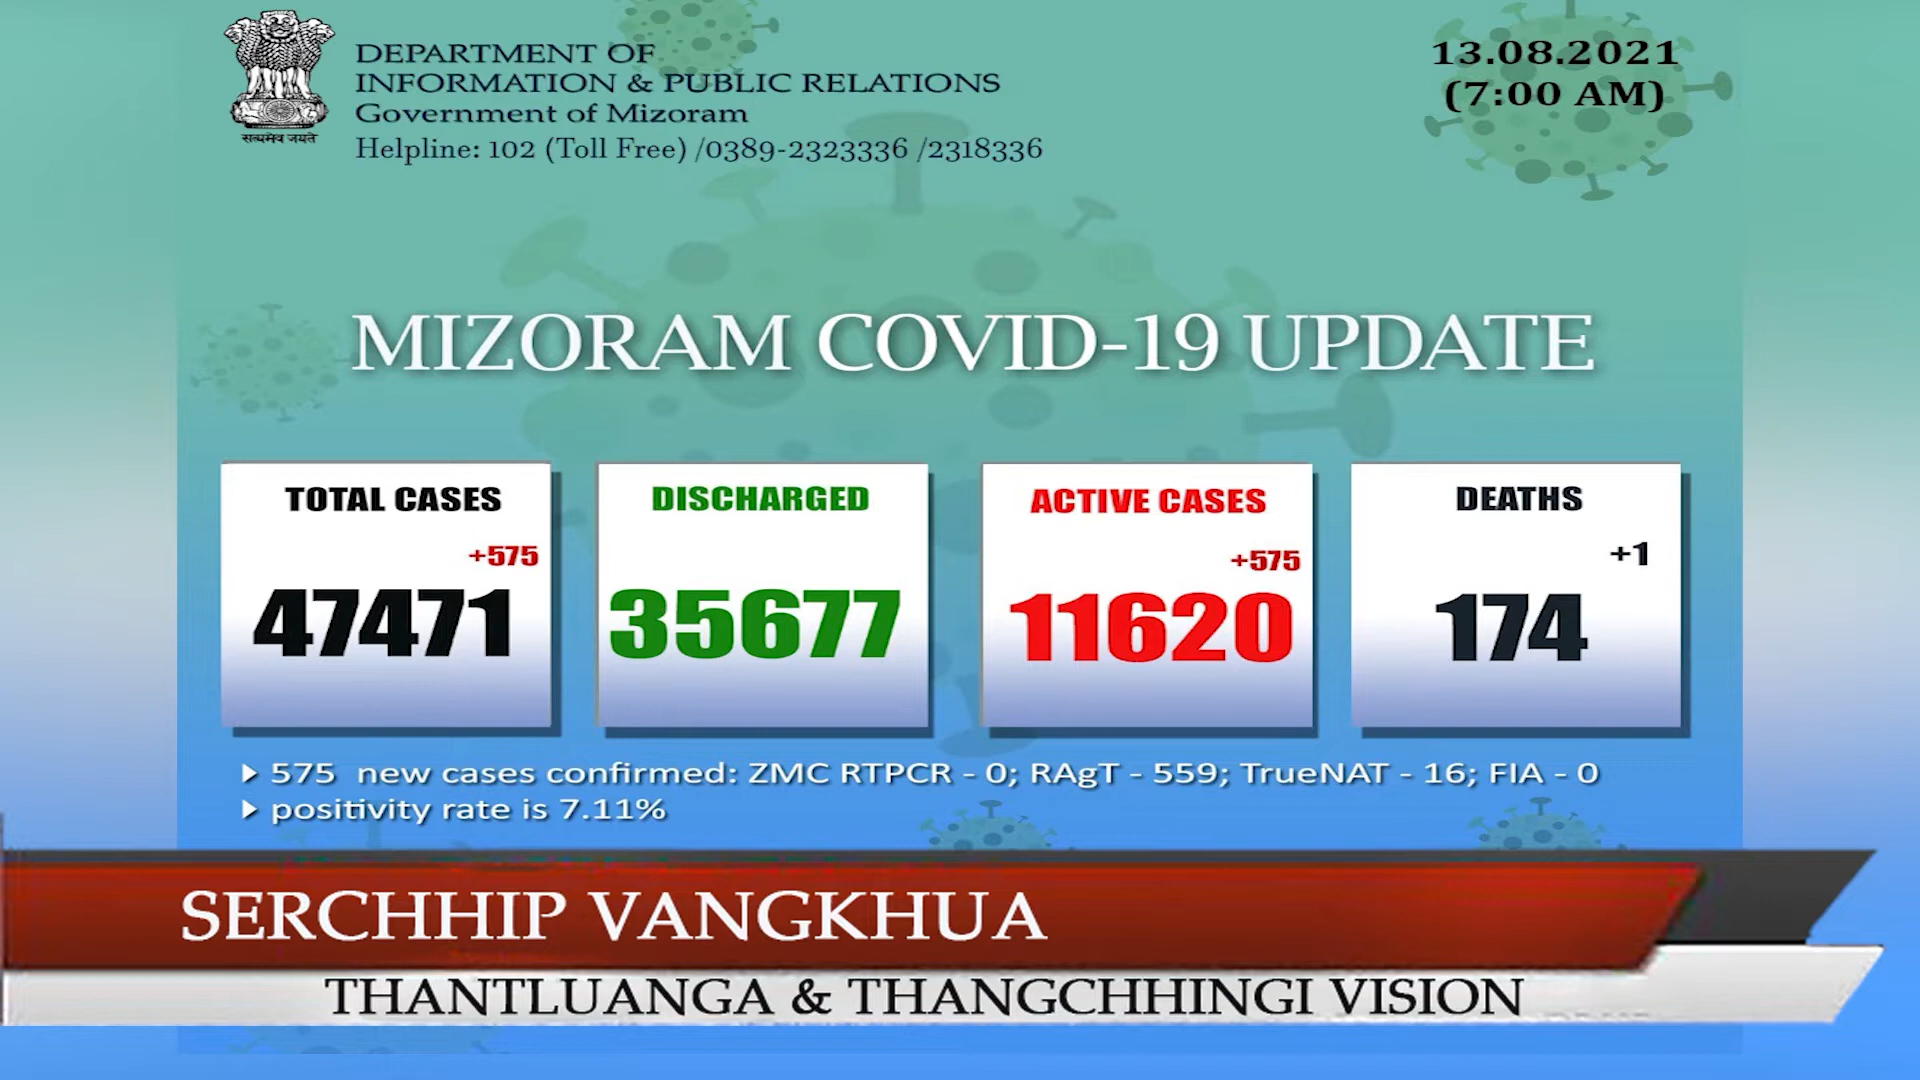 सत्यमेव जयते
DEPARTMENT OF
INFORMATION & PUBLIC RELATIONS
Government of Mizoram
Helpline: 102 (Toll Free) /0389-2323336 /2318336
13.08.2021
(7:00 AM)
MIZORAM COVID-19 UPDATE
TOTAL CASES
+575
47471
DISCHARGED
35677
ACTIVE CASES
+575
11620
DEATHS
+1
174
575 new cases confirmed: ZMC RTPCR - 0; RAgT - 559; TrueNAT - 16; FIA - 0
positivity rate is 7.11%
SERCHHIP VANGKHUA
THANTLUANGA & THANGCHHINGI VISION